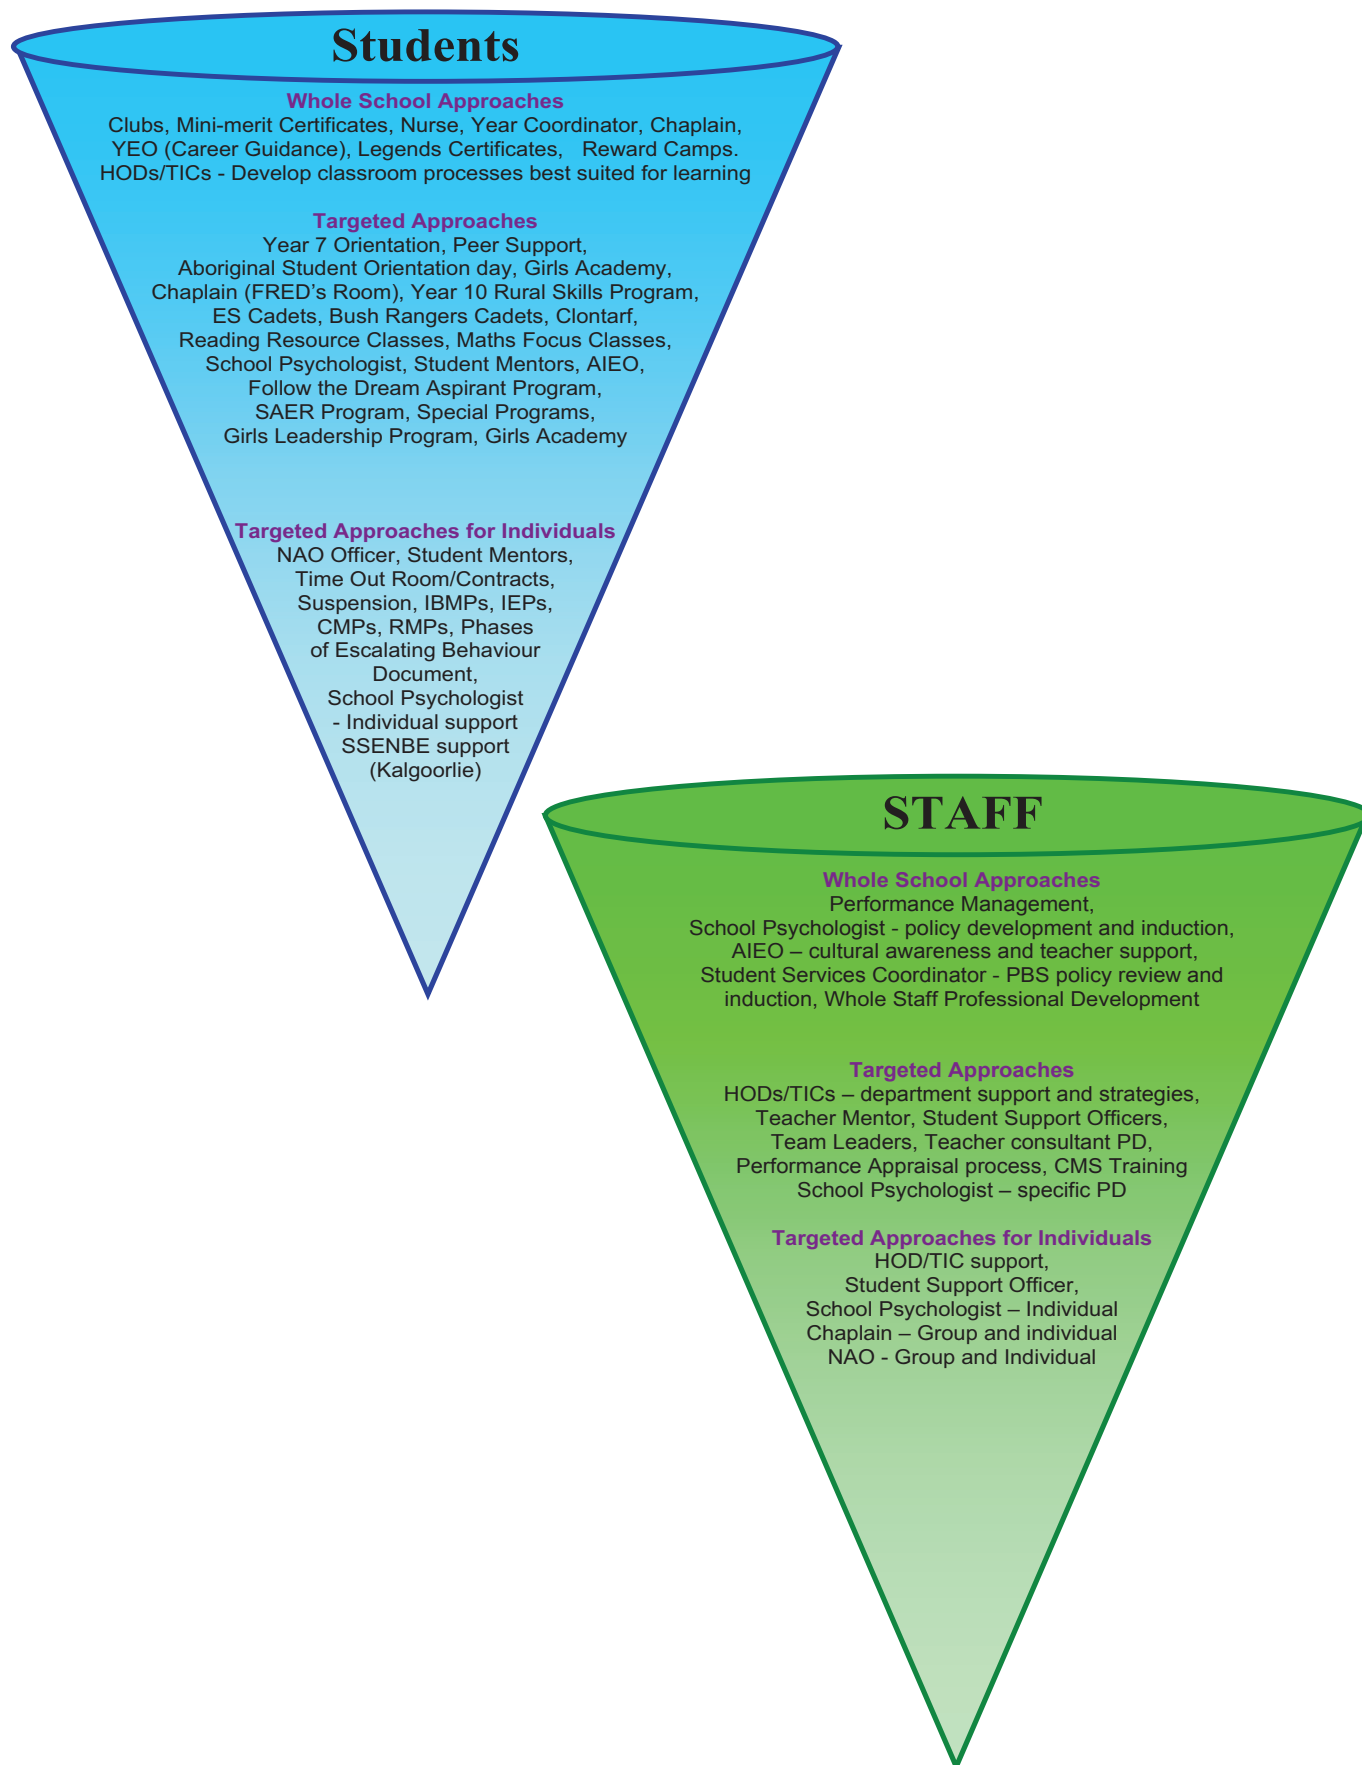 Students
Whole School Approaches
Clubs, Mini-merit Certificates, Nurse, Year Coordinator, Chaplain,
YEO (Career Guidance), Legends Certificates,   Reward Camps.
HODs/TICs - Develop classroom processes best suited for learning
Targeted Approaches
Year 7 Orientation, Peer Support,
Aboriginal Student Orientation day, Girls Academy,
Chaplain (FRED’s Room), Year 10 Rural Skills Program,
ES Cadets, Bush Rangers Cadets, Clontarf,
Reading Resource Classes, Maths Focus Classes,
School Psychologist, Student Mentors, AIEO,
Follow the Dream Aspirant Program,
SAER Program, Special Programs,
Girls Leadership Program, Girls Academy
Targeted Approaches for Individuals
NAO Officer, Student Mentors,
Time Out Room/Contracts,
Suspension, IBMPs, IEPs,
CMPs, RMPs, Phases
of Escalating Behaviour
Document,
School Psychologist
- Individual support
SSENBE support
(Kalgoorlie)
STAFF
Whole School Approaches
Performance Management,
School Psychologist - policy development and induction,
AIEO – cultural awareness and teacher support,
Student Services Coordinator - PBS policy review and
induction, Whole Staff Professional Development
Targeted Approaches
HODs/TICs – department support and strategies,
Teacher Mentor, Student Support Officers,
Team Leaders, Teacher consultant PD,
Performance Appraisal process, CMS Training
School Psychologist – specific PD
Targeted Approaches for Individuals
HOD/TIC support,
Student Support Officer,
School Psychologist – Individual
Chaplain – Group and individual
NAO - Group and Individual